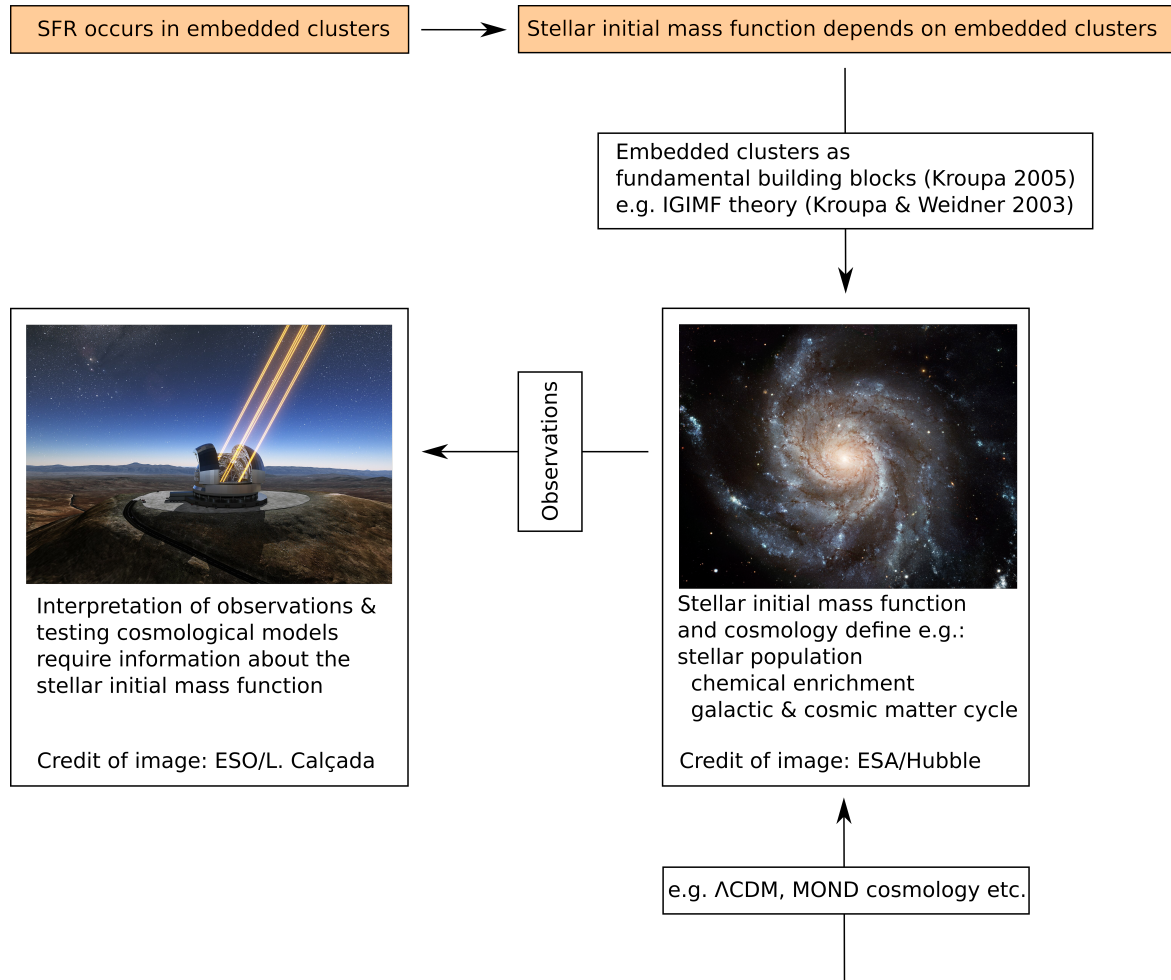 SFR occurs in embedded clusters
Stellar initial mass function depends on embedded clusters
Embedded clusters as
fundamental building blocks (Kroupa 2005)
e.g. IGIMF theory (Kroupa & Weidner 2003)
Observations
Interpretation of observations &
testing cosmological models
require information about the
stellar initial mass function
Credit of image: ESO/L. Calçada
Stellar initial mass function
and cosmology define e.g.:
stellar population
chemical enrichment
galactic & cosmic matter cycle
Credit of image: ESA/Hubble
e.g. ΛCDM, MOND cosmology etc.